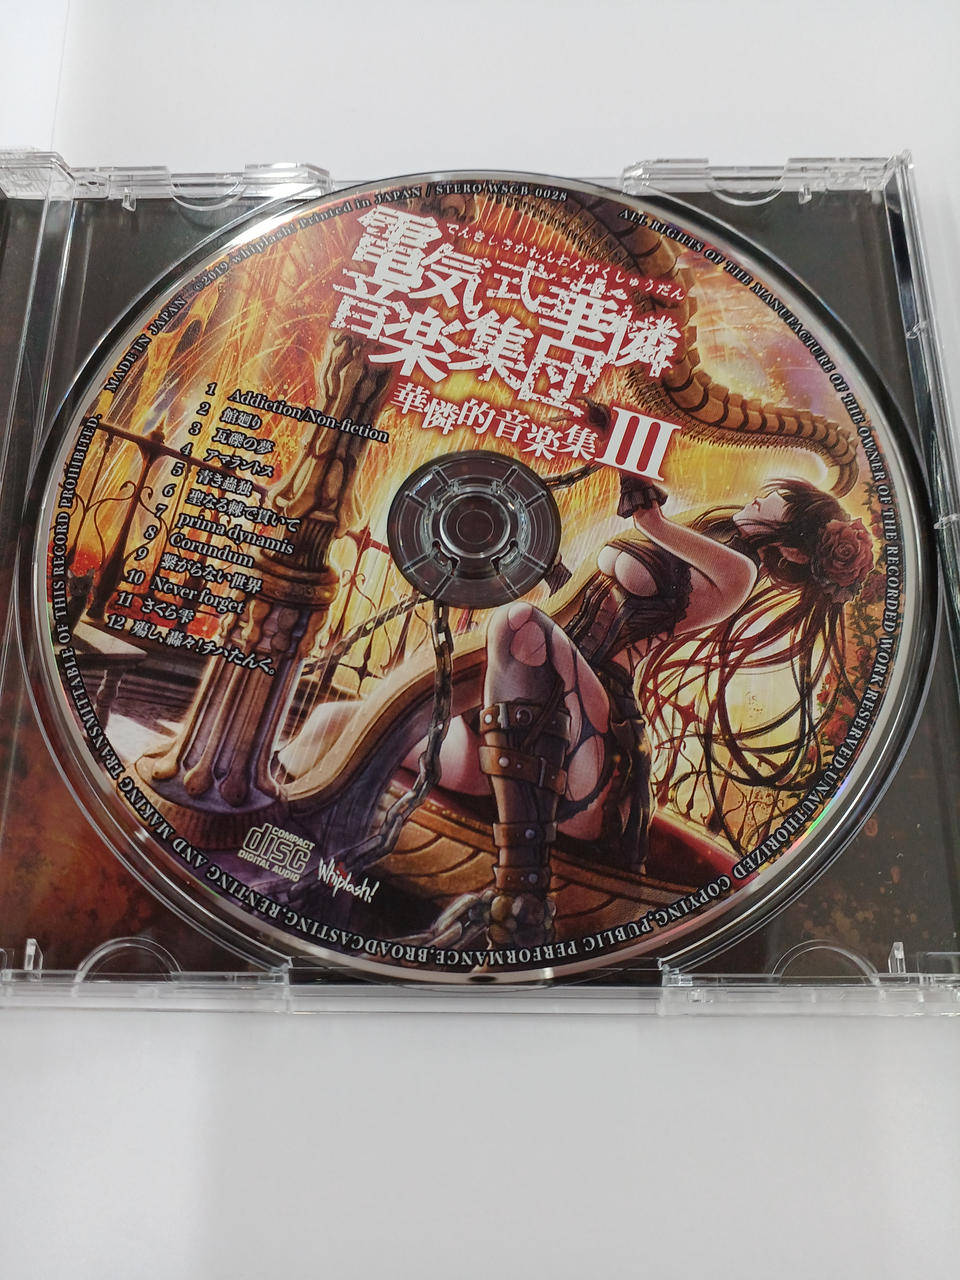 MADE IN JAPAN ©2019 whiplash! Printed in JAPAN / STERO WSCB 0028
ALL RIGHTS OF THE MANUFACTURE OF THE OWNER OF THE RECORDED WORK RESERVED UNAUTHORIZED COPYING,PUBLIC PERFORMANCE,BROADCASTING,RENTING AND MAKING TRANSMITTABLE OF THIS RECORD PROHIBITED.
でんきしきかれんおんがくしゅうだん
電気式華憐
音楽集団
華憐的音楽集III
1 Addiction/Non-fiction
2 館廻り
3 瓦礫の夢
4 アマラントス
5 青き蟲独
6 聖なる棘で貫いて
7 prima dynamis
8 Corundum
9 繋がらない世界
10 Never forget
11 さくら雫
12 殤し、轟々!チハたんく。
COMPACT
disc
DIGITAL AUDIO
Whiplash!